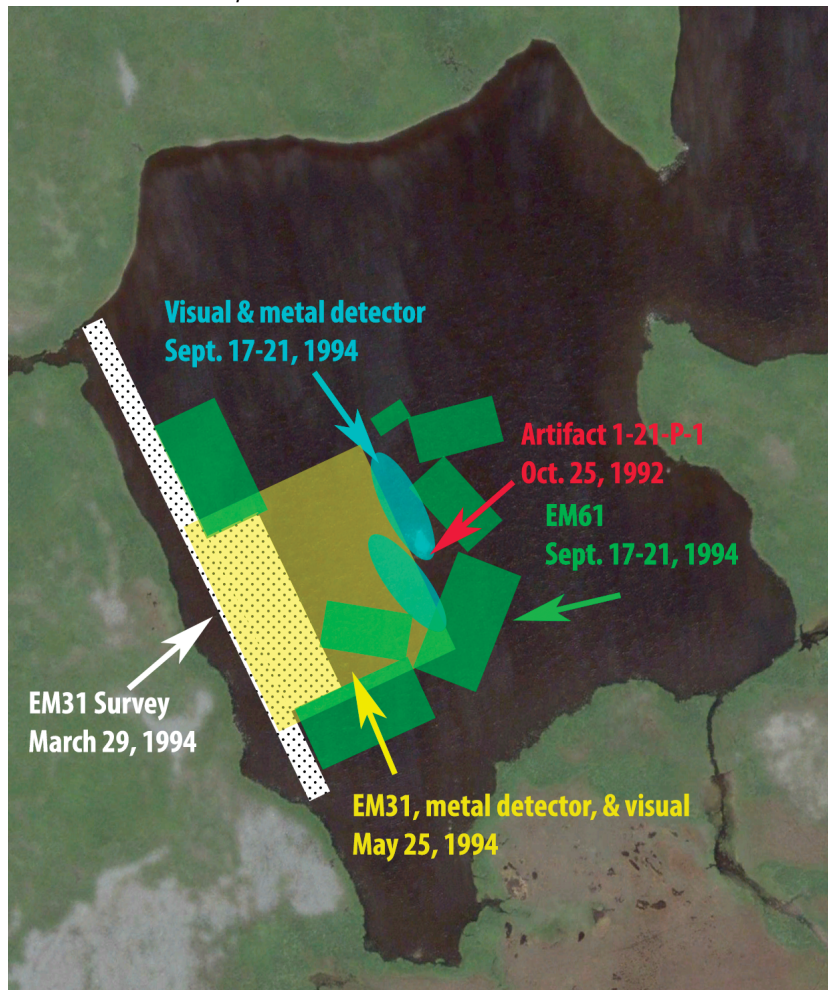 Visual & metal detector
Sept. 17-21, 1994
Artifact 1-21-P-1
Oct. 25, 1992
EM61
Sept. 17-21, 1994
EM31 Survey
March 29, 1994
EM31, metal detector, & visual
May 25, 1994